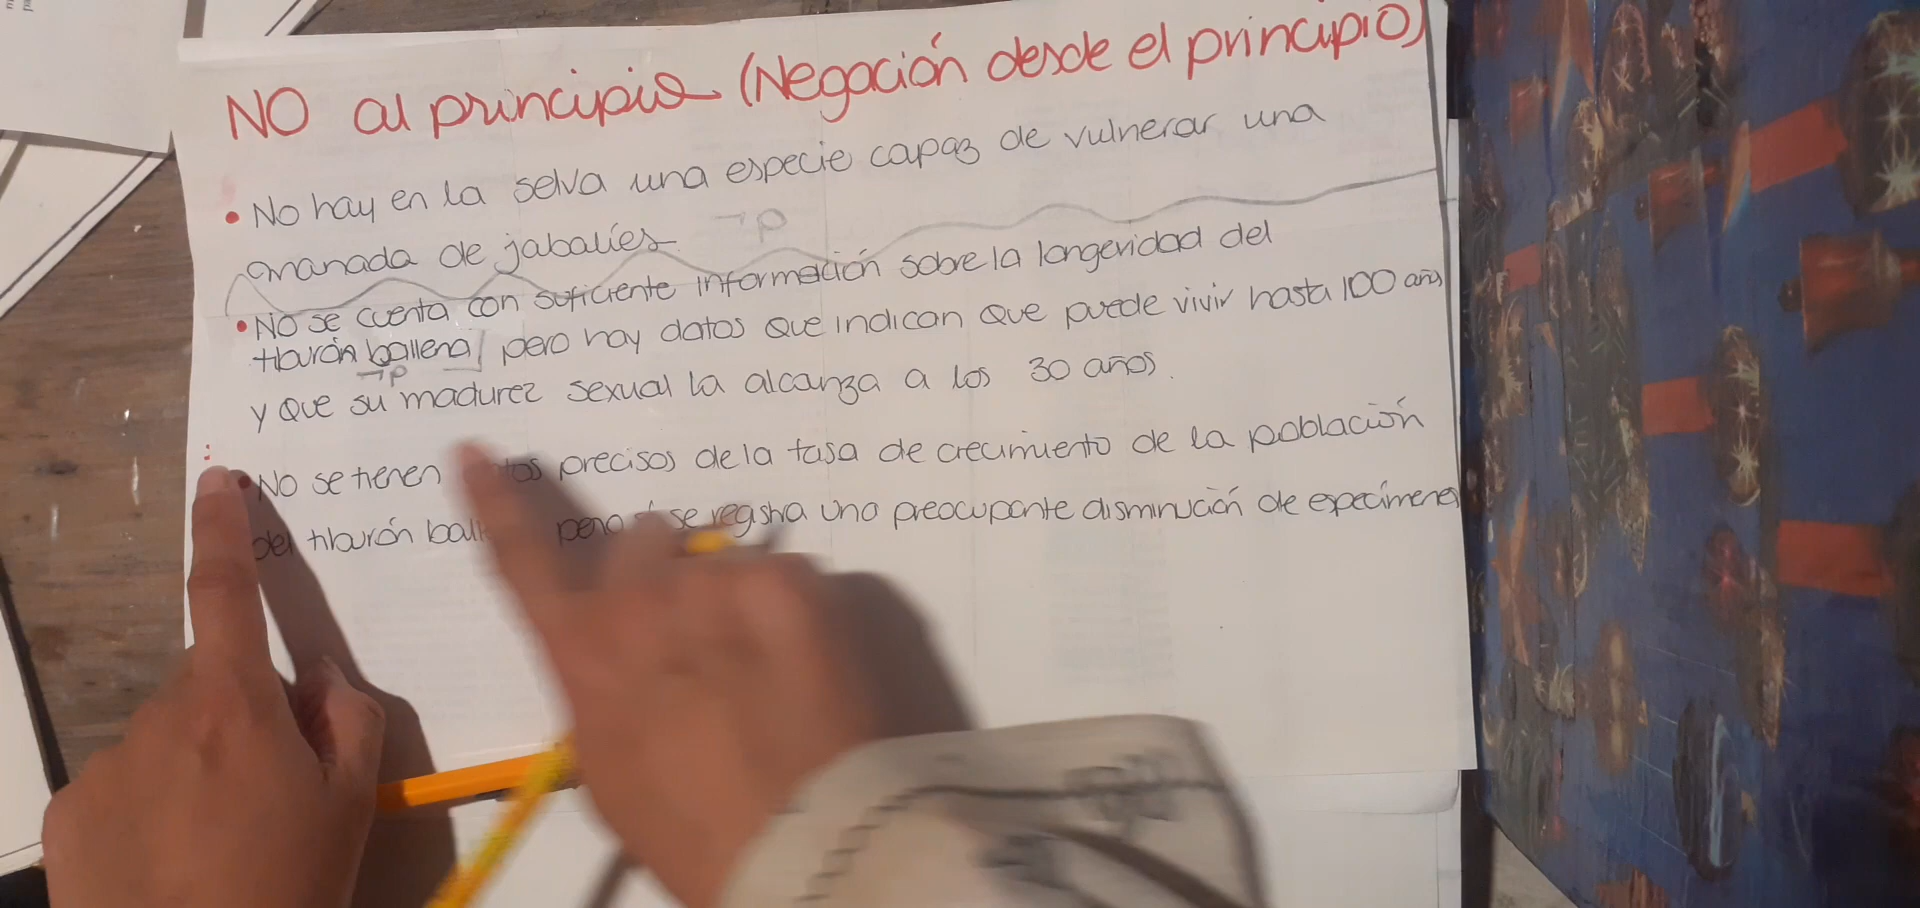 NO al principio (Negación desde el principio)
• No hay en la selva una especie capaz de vulnerar una
manada de jabalíes. ¬p
• No se cuenta con suficiente información sobre la longevidad del
tiburón ballena, pero hay datos que indican que puede vivir hasta 100 años
¬p
y que su madurez sexual la alcanza a los 30 años.
• No se tienen precisos de la tasa de crecimiento de la población
del tiburón pero se registra una preocupante disminución de especímenes